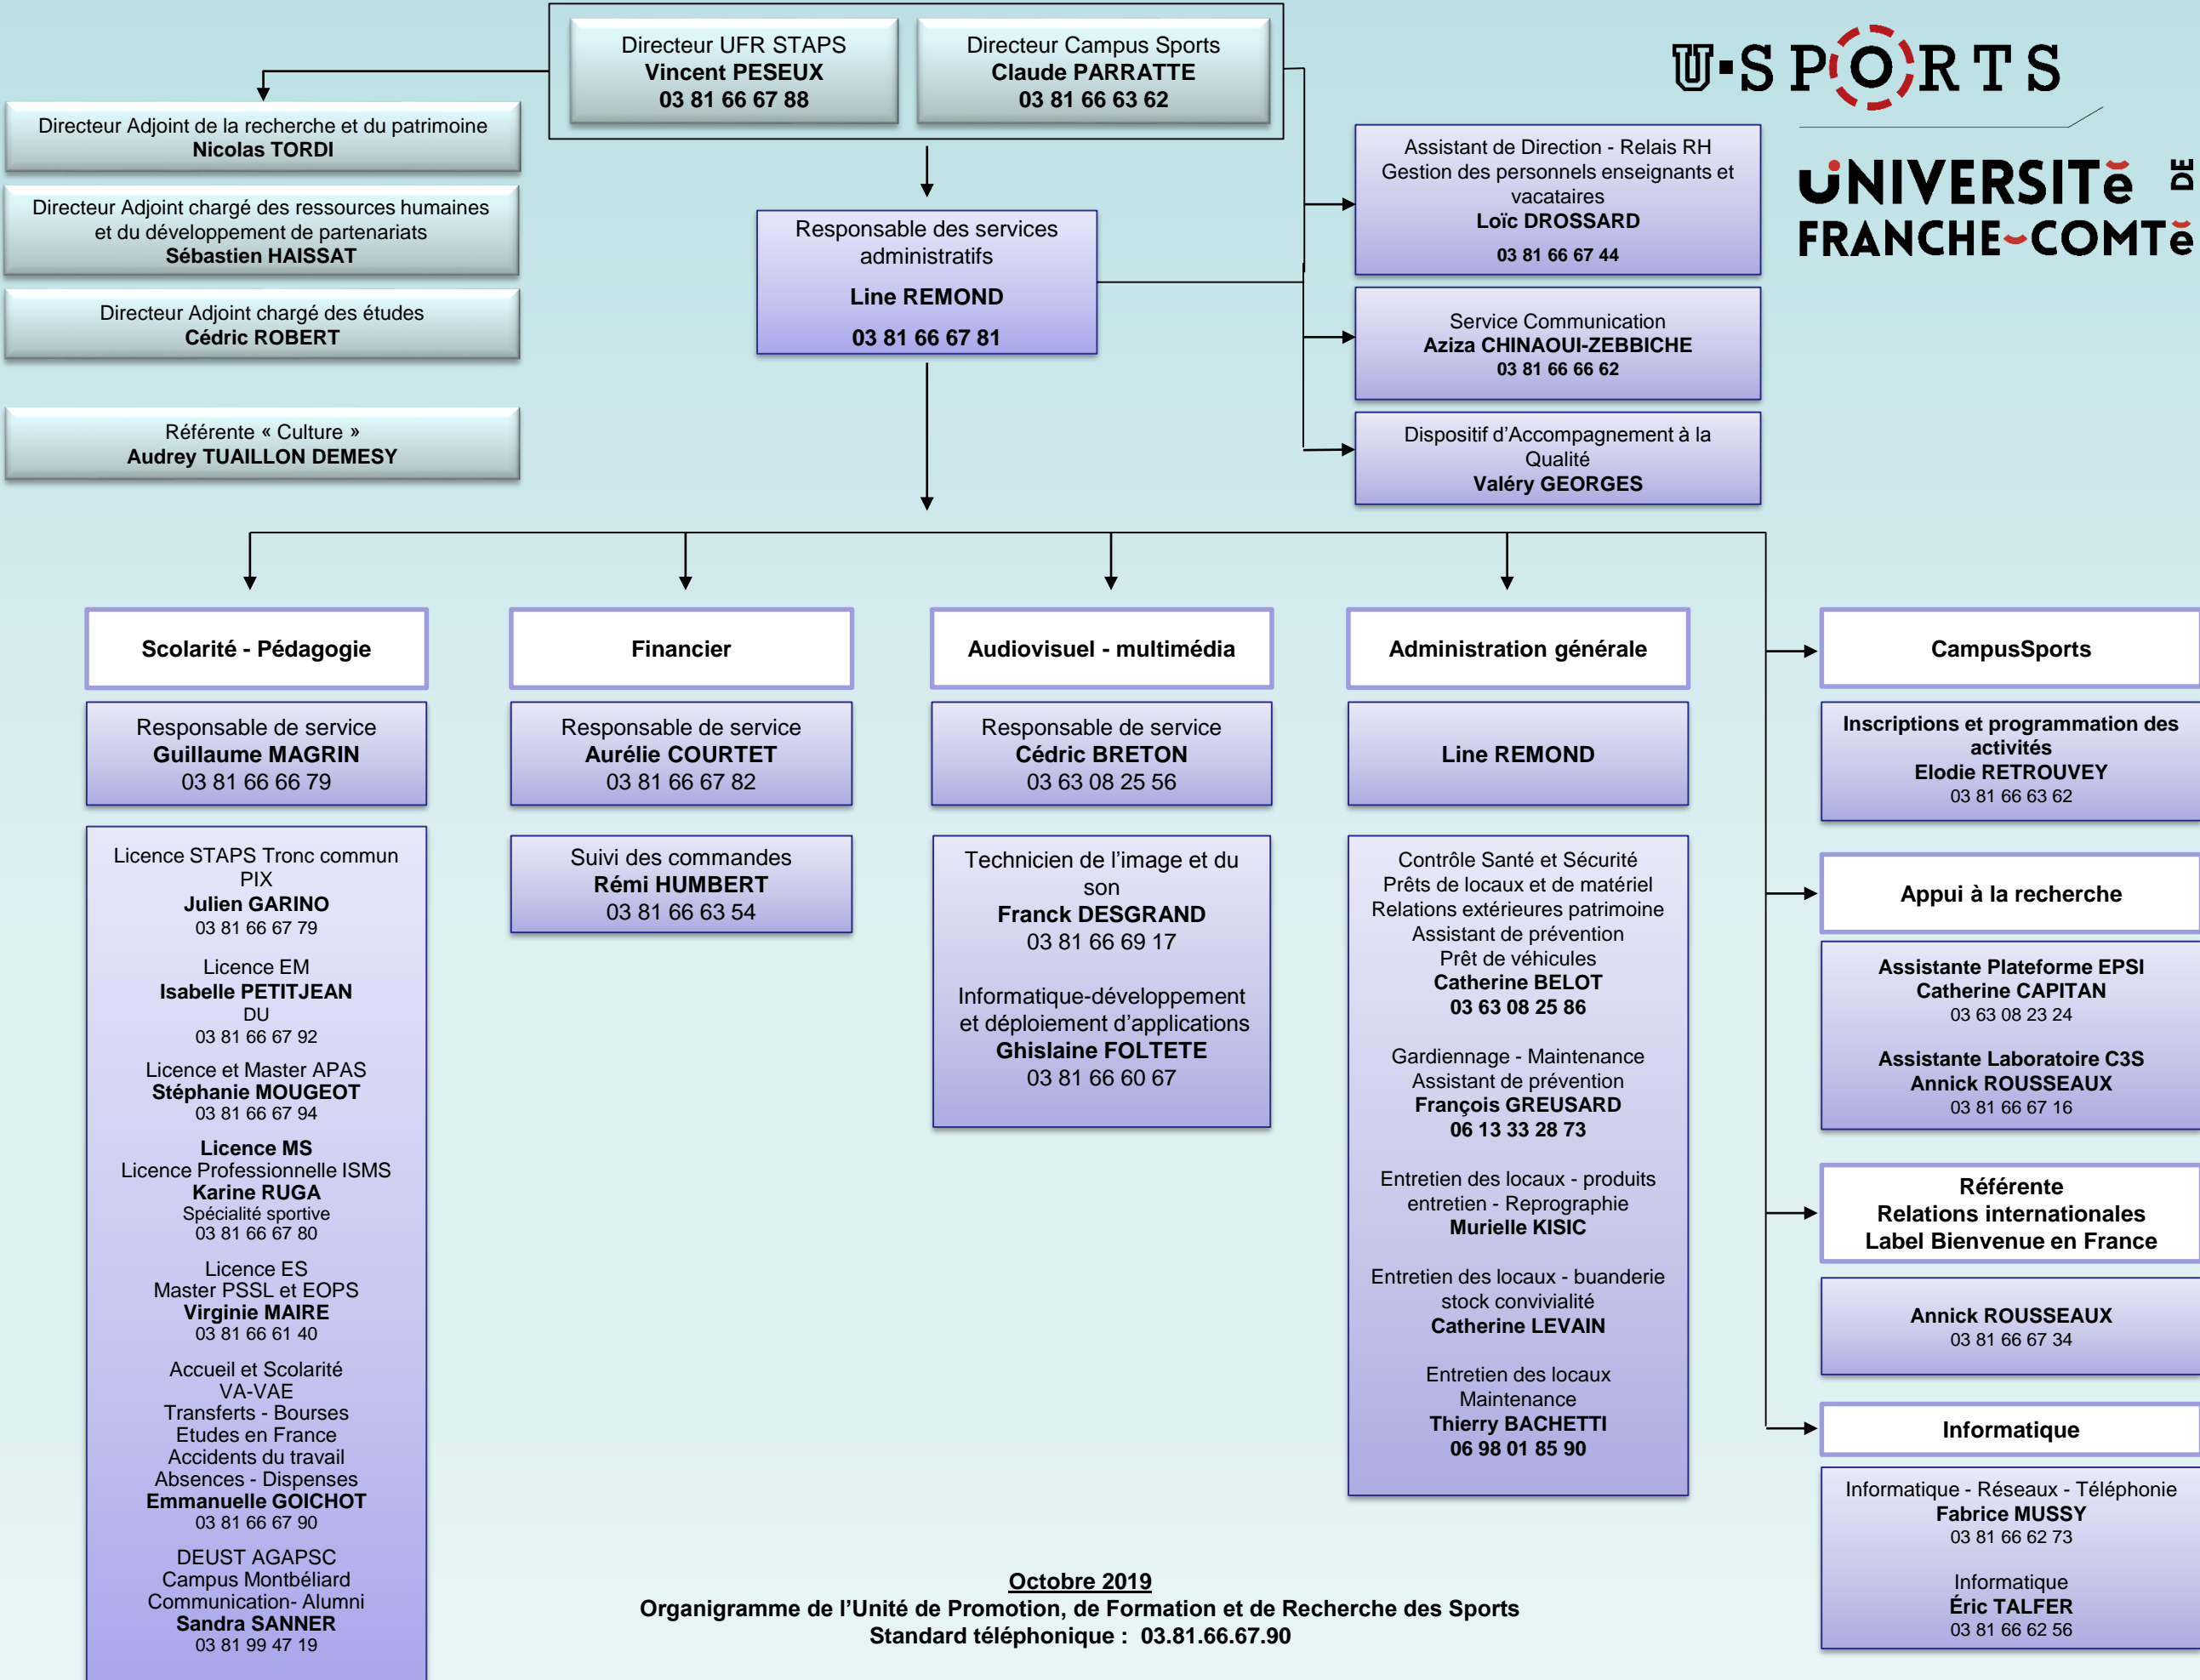 Directeur UFR STAPS
Vincent PESEUX
03 81 66 67 88
Directeur Campus Sports
Claude PARRATTE
03 81 66 63 62
U-SPORTS
UNIVERSITĕ DE
FRANCHE-COMTĕ
Directeur Adjoint de la recherche et du patrimoine
Nicolas TORDI
Directeur Adjoint chargé des ressources humaines
et du développement de partenariats
Sébastien HAISSAT
Directeur Adjoint chargé des études
Cédric ROBERT
Référente « Culture »
Audrey TUAILLON DEMESY
Responsable des services
administratifs
Line REMOND
03 81 66 67 81
Assistant de Direction - Relais RH
Gestion des personnels enseignants et
vacataires
Loïc DROSSARD
03 81 66 67 44
Service Communication
Aziza CHINAOUI-ZEBBICHE
03 81 66 66 62
Dispositif d’Accompagnement à la
Qualité
Valéry GEORGES
Scolarité - Pédagogie
Responsable de service
Guillaume MAGRIN
03 81 66 66 79
Licence STAPS Tronc commun
PIX
Julien GARINO
03 81 66 67 79
Licence EM
Isabelle PETITJEAN
DU
03 81 66 67 92
Licence et Master APAS
Stéphanie MOUGEOT
03 81 66 67 94
Licence MS
Licence Professionnelle ISMS
Karine RUGA
Spécialité sportive
03 81 66 67 80
Licence ES
Master PSSL et EOPS
Virginie MAIRE
03 81 66 61 40
Accueil et Scolarité
VA-VAE
Transferts - Bourses
Etudes en France
Accidents du travail
Absences - Dispenses
Emmanuelle GOICHOT
03 81 66 67 90
DEUST AGAPSC
Campus Montbéliard
Communication- Alumni
Sandra SANNER
03 81 99 47 19
Financier
Responsable de service
Aurélie COURTET
03 81 66 67 82
Suivi des commandes
Rémi HUMBERT
03 81 66 63 54
Audiovisuel - multimédia
Responsable de service
Cédric BRETON
03 63 08 25 56
Technicien de l’image et du
son
Franck DESGRAND
03 81 66 69 17
Informatique-développement
et déploiement d’applications
Ghislaine FOLTETE
03 81 66 60 67
Administration générale
Line REMOND
Contrôle Santé et Sécurité
Prêts de locaux et de matériel
Relations extérieures patrimoine
Assistant de prévention
Prêt de véhicules
Catherine BELOT
03 63 08 25 86
Gardiennage - Maintenance
Assistant de prévention
François GREUSARD
06 13 33 28 73
Entretien des locaux - produits
entretien - Reprographie
Murielle KISIC
Entretien des locaux - buanderie
stock convivialité
Catherine LEVAIN
Entretien des locaux
Maintenance
Thierry BACHETTI
06 98 01 85 90
CampusSports
Inscriptions et programmation des
activités
Elodie RETROUVEY
03 81 66 63 62
Appui à la recherche
Assistante Plateforme EPSI
Catherine CAPITAN
03 63 08 23 24
Assistante Laboratoire C3S
Annick ROUSSEAUX
03 81 66 67 16
Référente
Relations internationales
Label Bienvenue en France
Annick ROUSSEAUX
03 81 66 67 34
Informatique
Informatique - Réseaux - Téléphonie
Fabrice MUSSY
03 81 66 62 73
Informatique
Éric TALFER
03 81 66 62 56
Octobre 2019
Organigramme de l’Unité de Promotion, de Formation et de Recherche des Sports
Standard téléphonique : 03.81.66.67.90